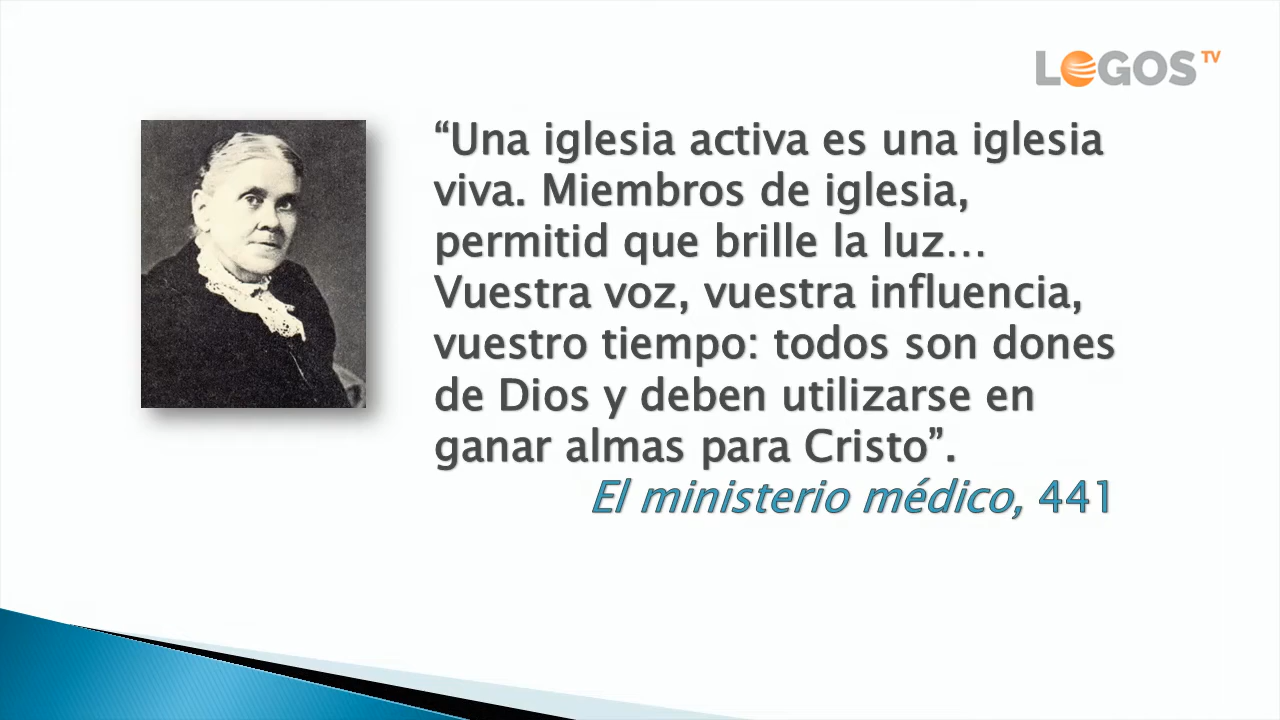 LOGOS TV
“Una iglesia activa es una iglesia
viva. Miembros de iglesia,
permitid que brille la luz…
Vuestra voz, vuestra influencia,
vuestro tiempo: todos son dones
de Dios y deben utilizarse en
ganar almas para Cristo”.
El ministerio médico, 441